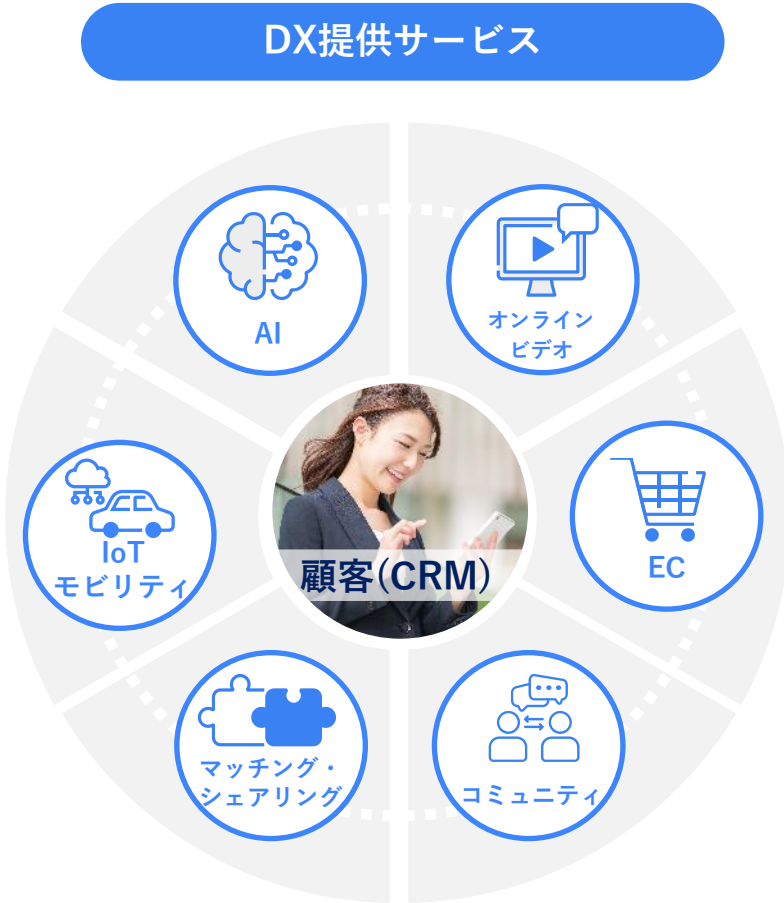 DX提供サービス
AI
オンライン
ビデオ
IoT
モビリティ
顧客(CRM)
EC
マッチング・
シェアリング
コミュニティ